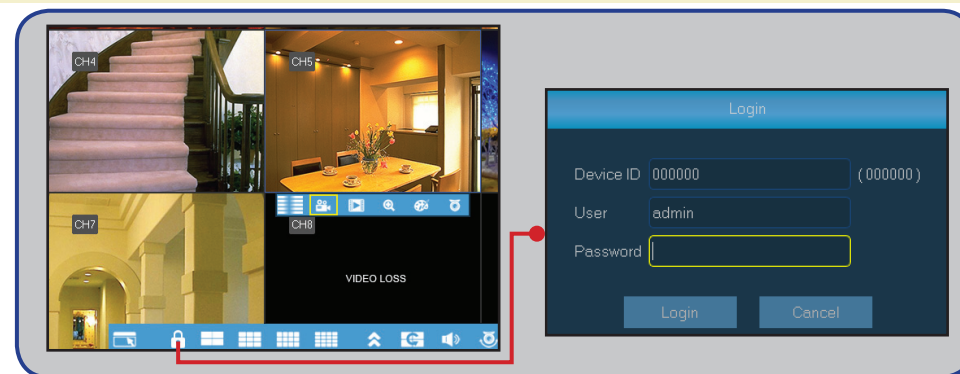 CH4
CH5
CH7
CH8
VIDEO LOSS
Login
Device ID 000000 (000000)
User admin
Password
Login Cancel